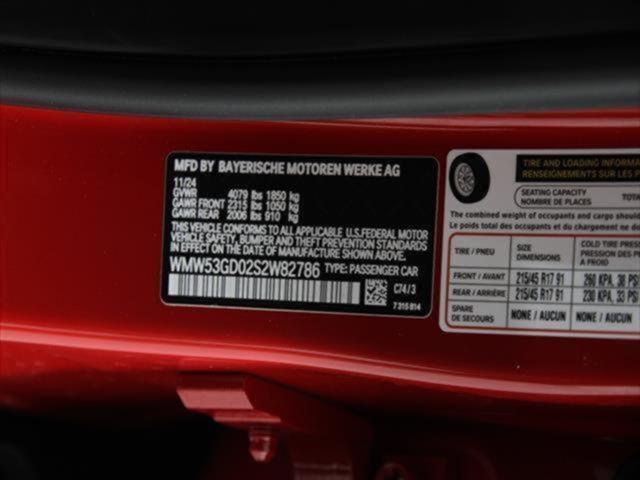 MFD BY BAYERISCHE MOTOREN WERKE AG
11/24
GVWR 4079 lbs 1850 kg
GAWR FRONT 2315 lbs 1050 kg
GAWR REAR 2006 lbs 910 kg
THIS VEHICLE CONFORMS TO ALL APPLICABLE U.S.FEDERAL MOTOR
VEHICLE SAFETY, BUMPER, AND THEFT PREVENTION STANDARDS
IN EFFECT ON THE DATE OF MANUFACTURE SHOWN ABOVE.
WMW53GD02S2W82786 TYPE: PASSENGER CAR
C74/3
7 315 814
TIRE AND LOADING INFORMA
RENSEIGNEMENTS SUR LES P
SEATING CAPACITY
NOMBRE DE PLACES TOTA
The combined weight of occupants and cargo should
Le poids total des occupants et du chargement ne do
TIRE / PNEU SIZE DIMENSIONS COLD TIRE PRESSION DES P À FROID
FRONT / AVANT 215/45 R17 91 260 KPA, 38 PSI
REAR / ARRIÈRE 215/45 R17 91 230 KPA, 33 PSI
SPARE / DE SECOURS NONE / AUCUN NONE / AUCUN